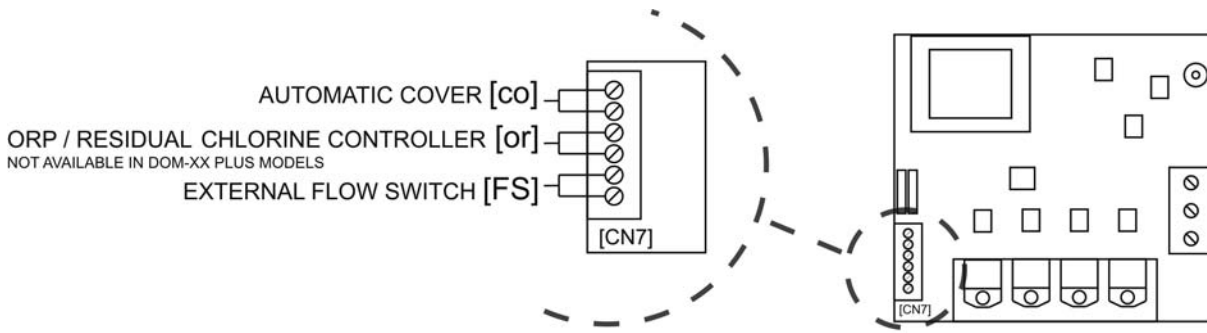 AUTOMATIC COVER [co]
ORP / RESIDUAL CHLORINE CONTROLLER [or]
NOT AVAILABLE IN DOM-XX PLUS MODELS
EXTERNAL FLOW SWITCH [FS]
[CN7]
[CN7]